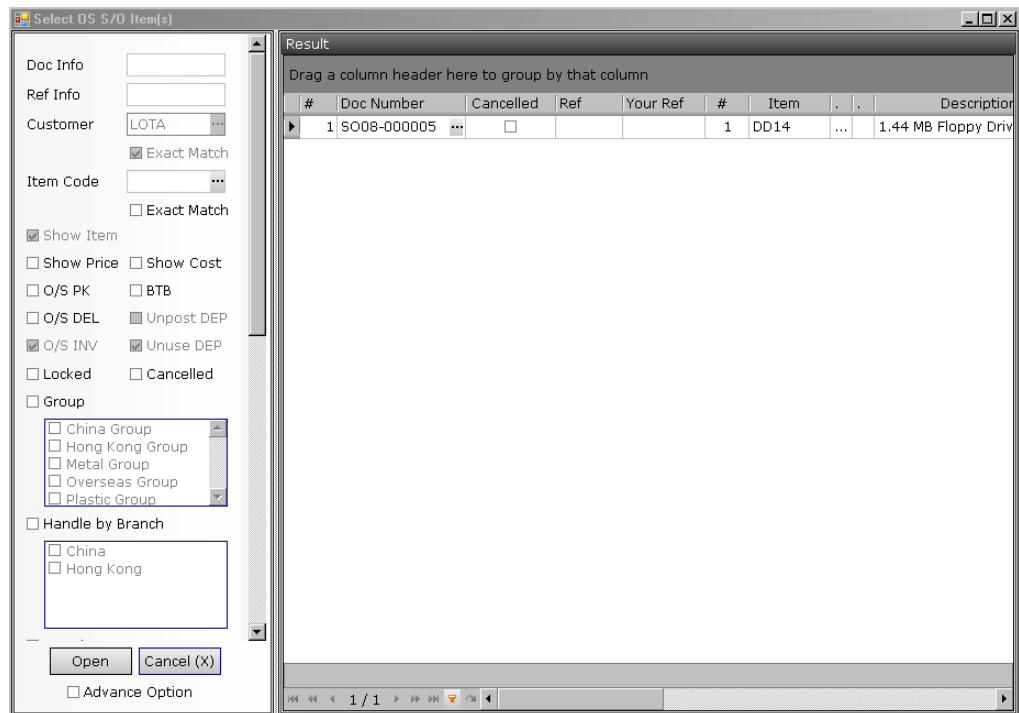 Select OS S/O Item(s)
Doc Info
Ref Info
Customer LOTA ...
Exact Match
Item Code ...
Exact Match
Show Item
Show Price Show Cost
O/S PK BTB
O/S DEL Unpost DEP
O/S INV Unuse DEP
Locked Cancelled
Group
China Group
Hong Kong Group
Metal Group
Overseas Group
Plastic Group
Handle by Branch
China
Hong Kong
Open Cancel (X)
Advance Option
Result
Drag a column header here to group by that column
# Doc Number Cancelled Ref Your Ref # Item . . Description
1 SO08-000005 ... 1 DD14 ... 1.44 MB Floppy Driv
1 / 1